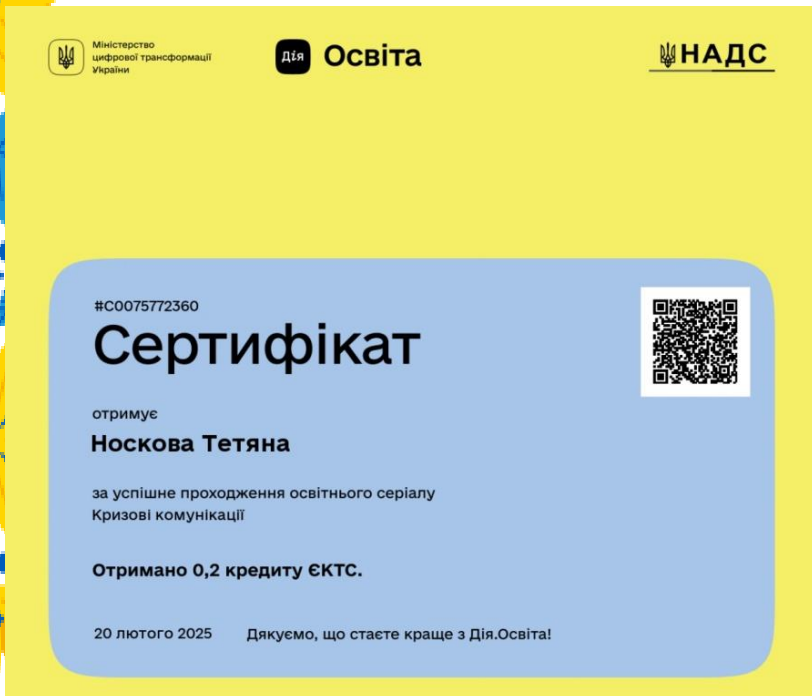 Міністерство
цифрової трансформації
України
Дія Освіта
НАДС
#C0075772360
Сертифікат
отримує
Носкова Тетяна
за успішне проходження освітнього серіалу
Кризові комунікації
Отримано 0,2 кредиту ЄКТС.
20 лютого 2025 Дякуємо, що стаєте краще з Дія.Освіта!